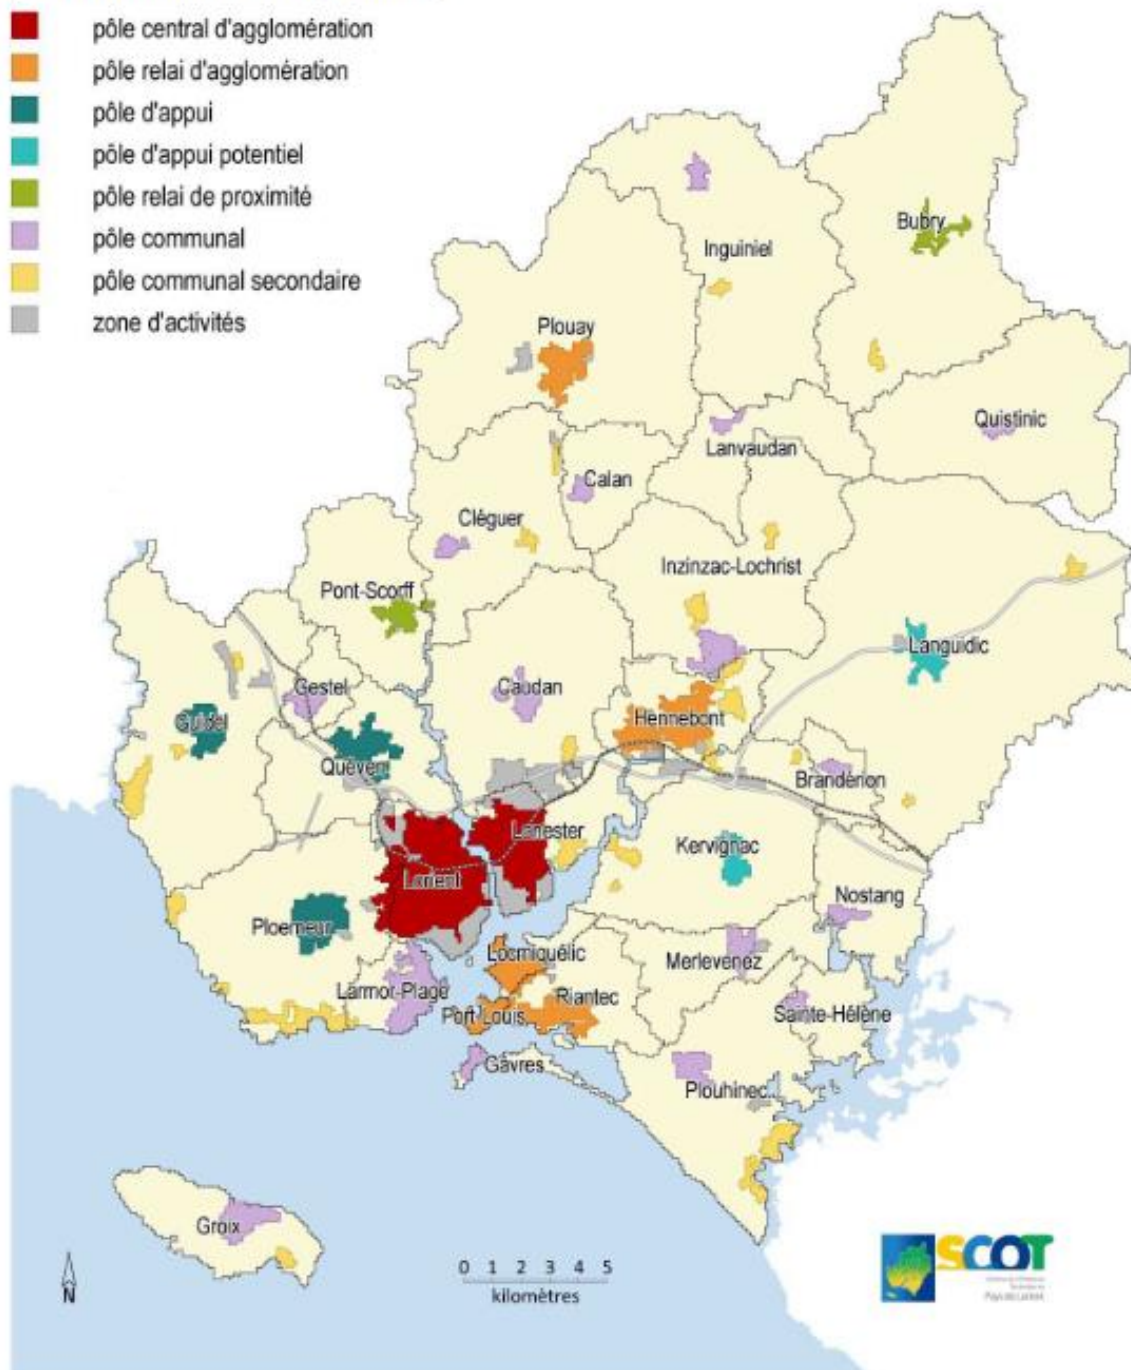 pôle central d'agglomération
pôle relai d'agglomération
pôle d'appui
pôle d'appui potentiel
pôle relai de proximité
pôle communal
pôle communal secondaire
zone d'activités
Bubry
Inguiniel
Plouay
Quistinic
Lanvaudan
Calan
Cléguer
Inzinzac-Lochrist
Pont-Scorff
Languidic
Gestel
Caudan
Guidel
Hennebont
Quéven
Brandérion
Lanester
Kervignac
Lorient
Nostang
Ploemeur
Locmiquélic
Merlevenez
Larmor-Plage
Riantec
Port Louis
Sainte-Hélène
Gâvres
Plouhinec
Groix
SCOT
Pays de Lorient
0 1 2 3 4 5
kilomètres
N